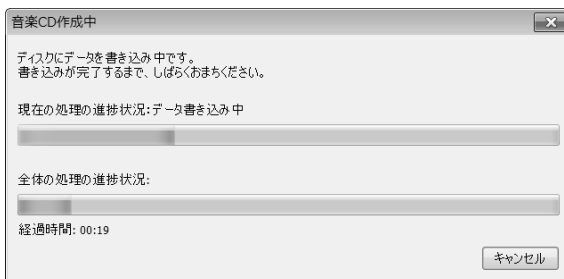 音楽CD作成中
ディスクにデータを書き込み中です。
書き込みが完了するまで、しばらくおまちください。
現在の処理の進捗状況:データ書き込み中
全体の処理の進捗状況:
経過時間: 00:19
キャンセル